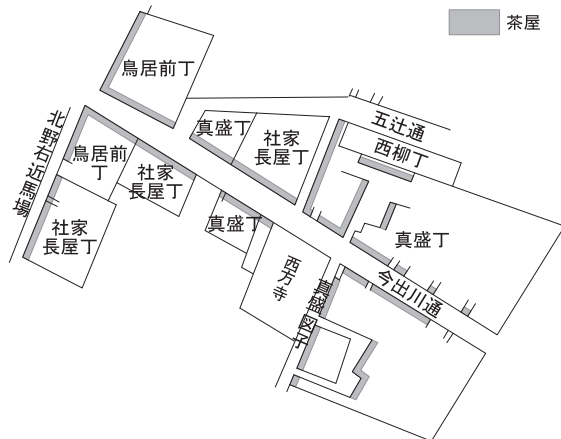 茶屋
鳥居前丁
五辻通
真盛丁
社家
長屋丁
西柳丁
北野右近馬場
鳥居前
丁
社家
長屋丁
社家
長屋丁
真盛丁
真盛丁
西方寺
今出川通
真盛図子